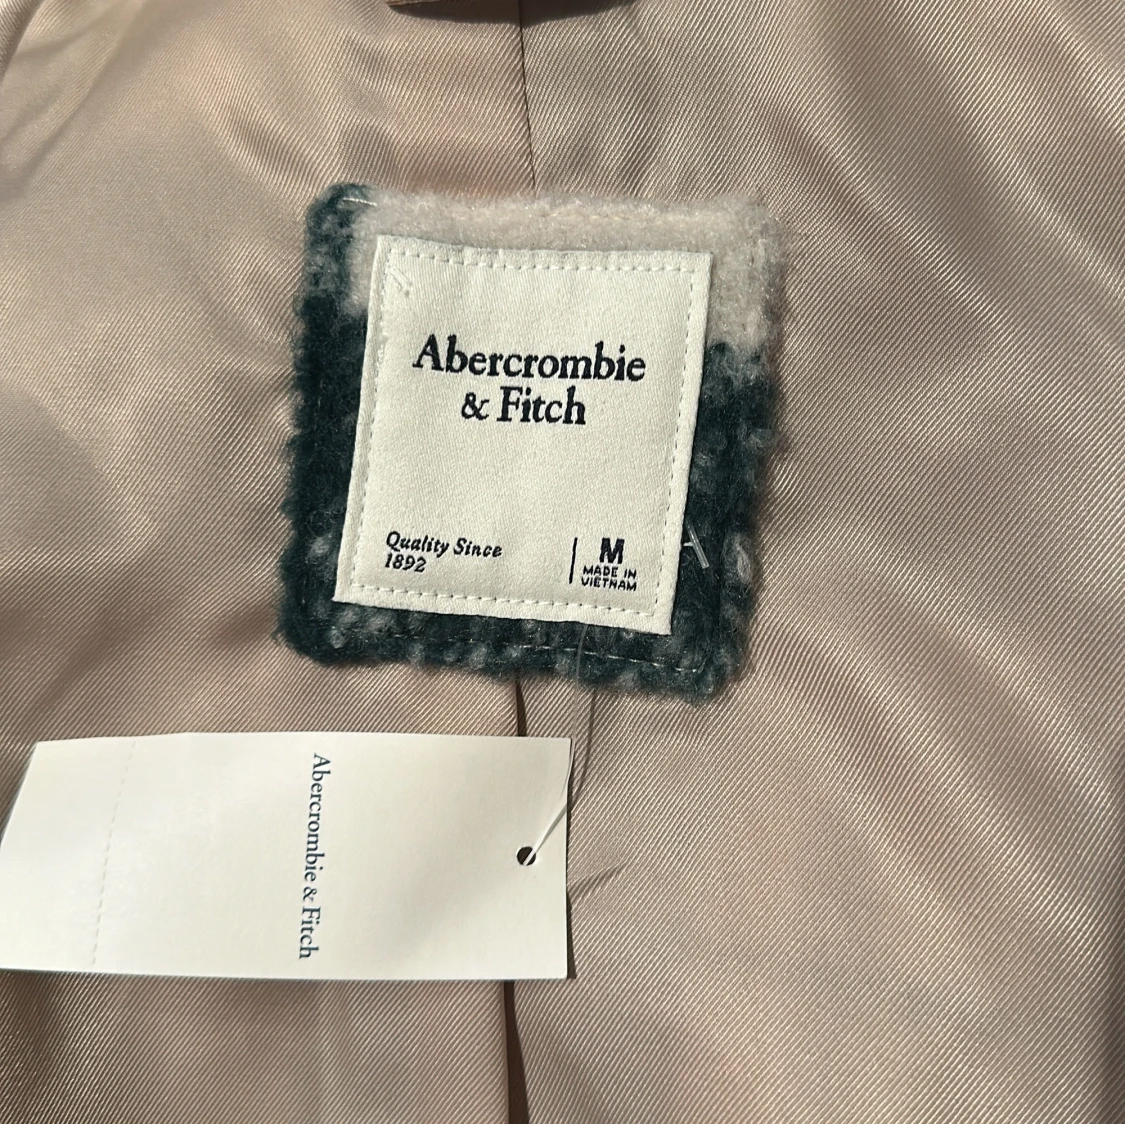 Abercrombie
& Fitch
Quality Since
1892
M
MADE IN
VIETNAM
Abercrombie & Fitch